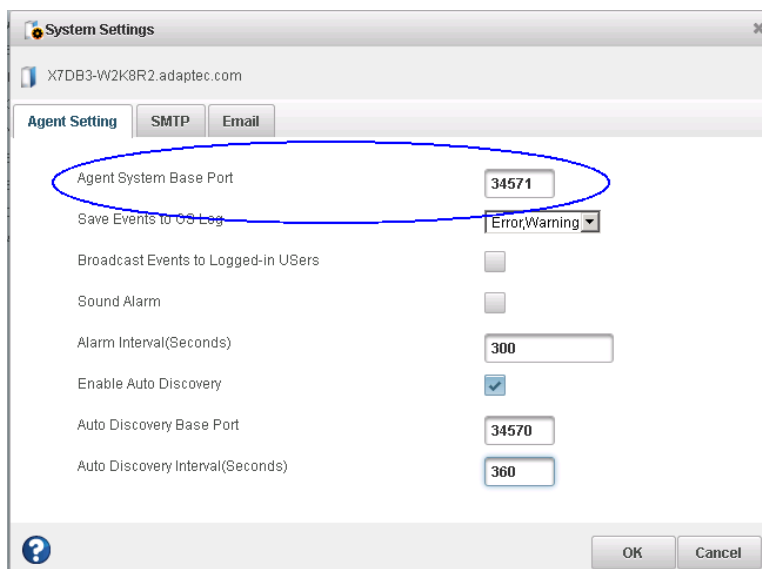 System Settings
X7DB3-W2K8R2.adaptec.com
Agent Setting SMTP Email
Agent System Base Port 34571
Save Events to OS Log Error,Warning
Broadcast Events to Logged-in USers
Sound Alarm
Alarm Interval(Seconds) 300
Enable Auto Discovery
Auto Discovery Base Port 34570
Auto Discovery Interval(Seconds) 360
? OK Cancel